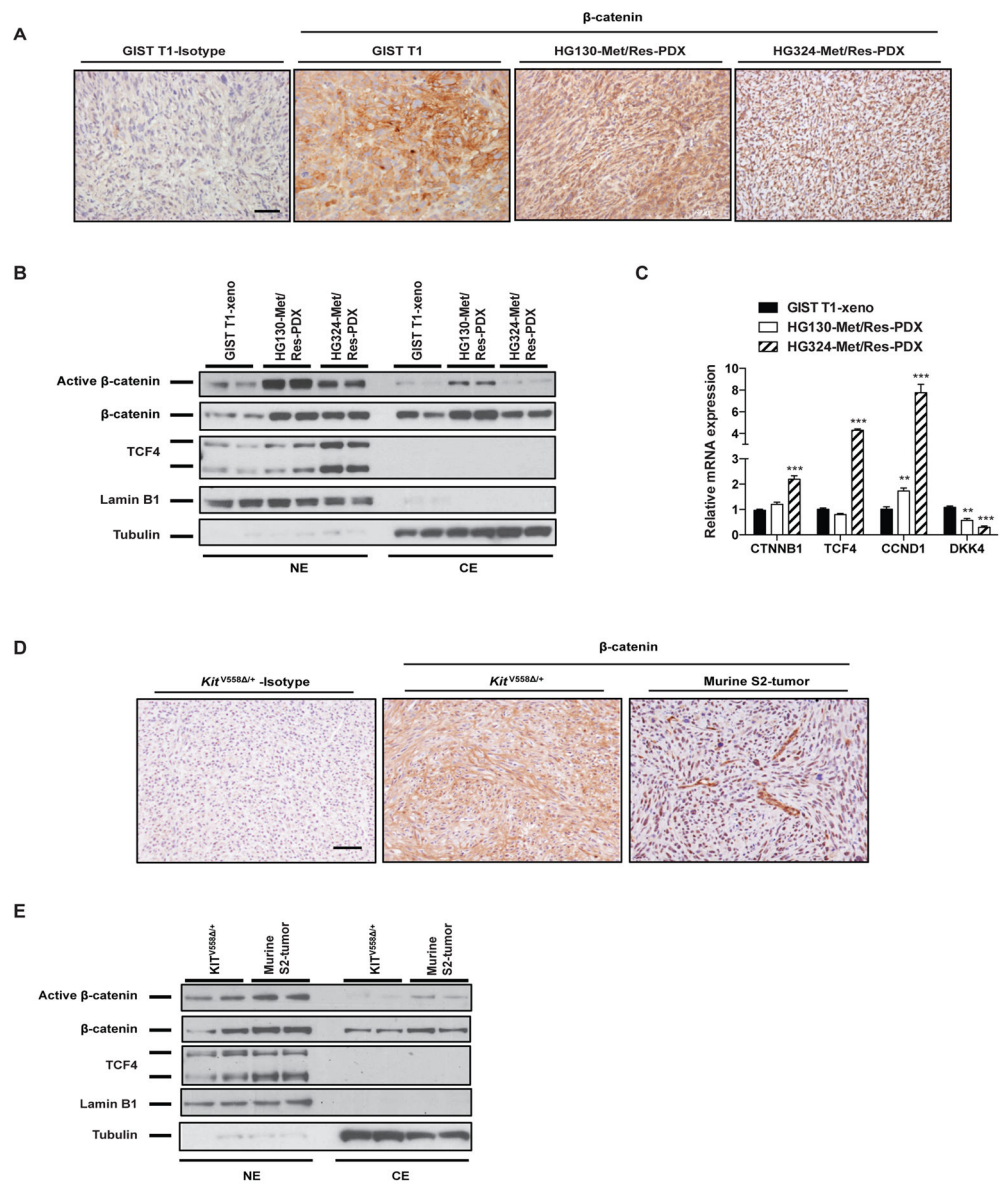 A
β-catenin
GIST T1-Isotype
GIST T1
HG130-Met/Res-PDX
HG324-Met/Res-PDX
B
GIST T1-xeno
HG130-Met/
Res-PDX
HG324-Met/
Res-PDX
GIST T1-xeno
HG130-Met/
Res-PDX
HG324-Met/
Res-PDX
Active β-catenin
β-catenin
TCF4
Lamin B1
Tubulin
NE
CE
C
GIST T1-xeno
HG130-Met/Res-PDX
HG324-Met/Res-PDX
Relative mRNA expression
10
8
6
4
2
1
0
***
***
**
***
**
***
CTNNB1
TCF4
CCND1
DKK4
D
β-catenin
Kit V558Δ/+ -Isotype
Kit V558Δ/+
Murine S2-tumor
E
KITV558Δ/+
Murine
S2-tumor
KITV558Δ/+
Murine
S2-tumor
Active β-catenin
β-catenin
TCF4
Lamin B1
Tubulin
NE
CE